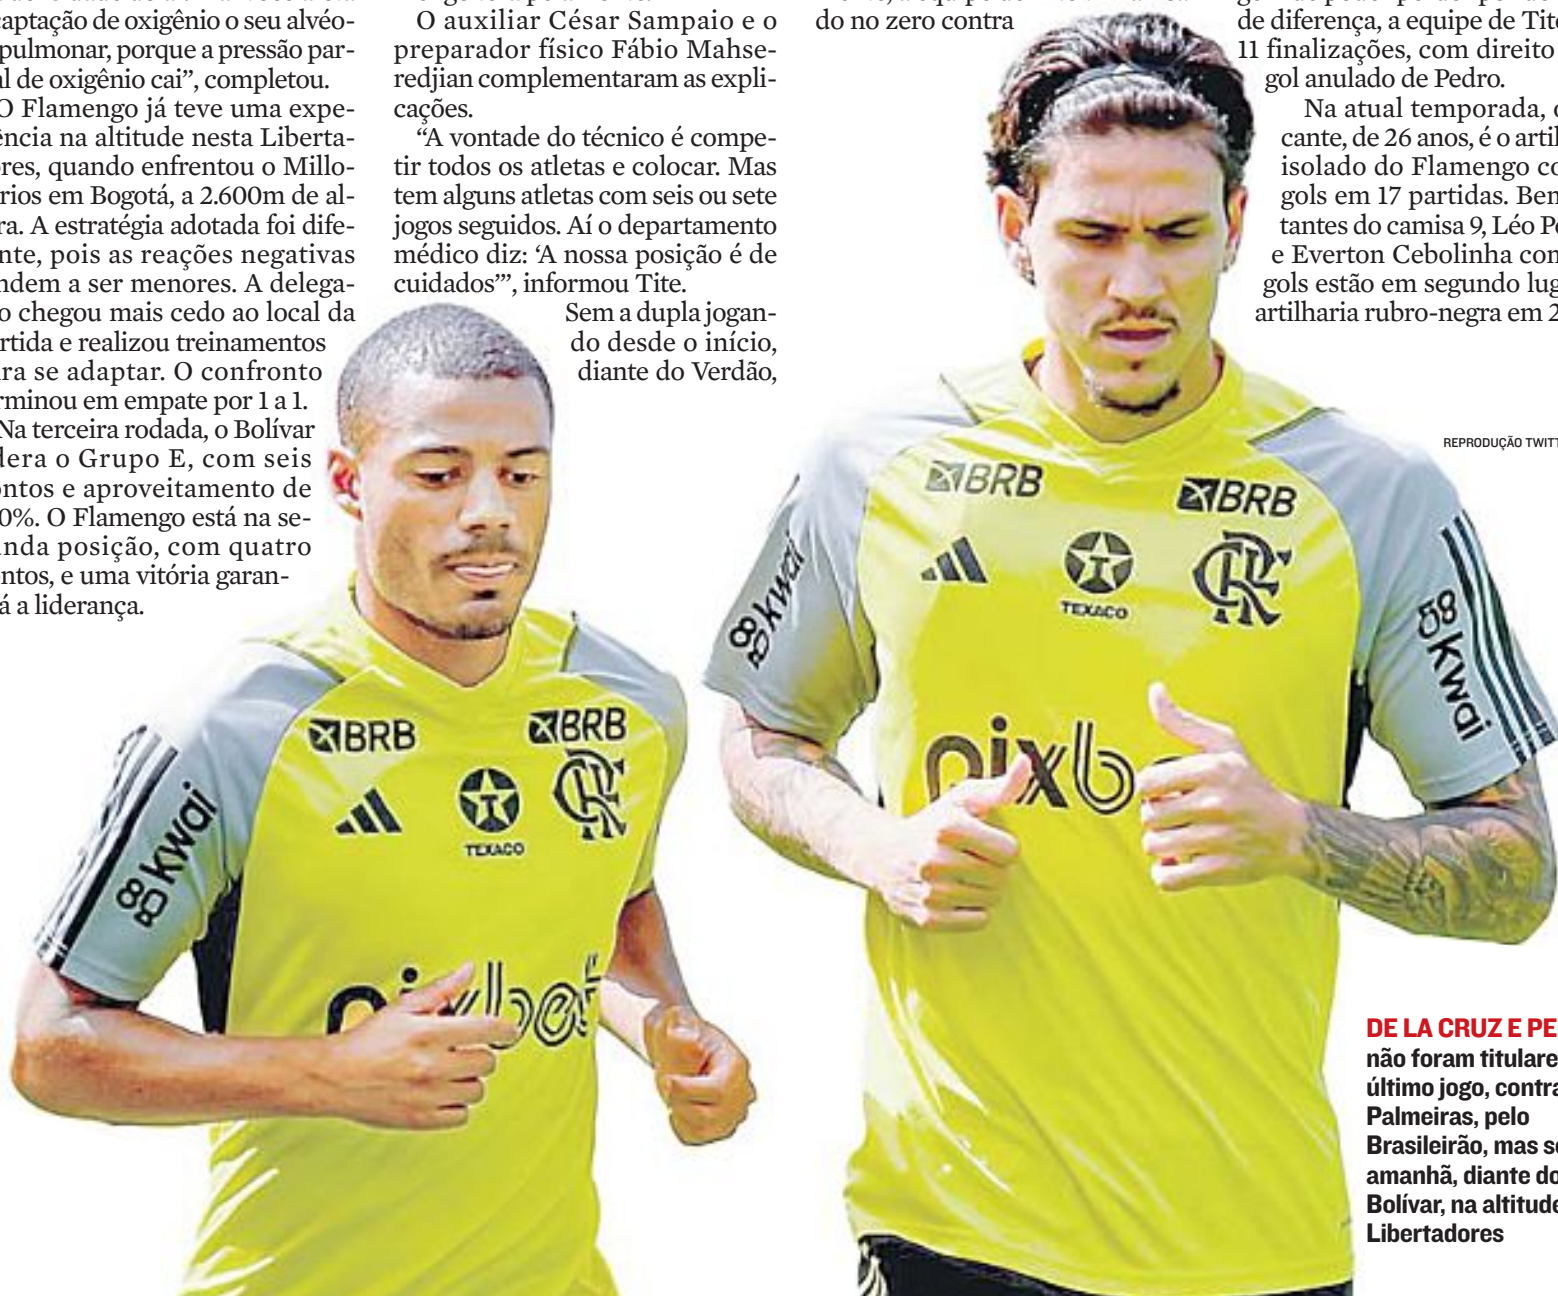 captação de oxigênio o seu alvéo-
pulmonar, porque a pressão par-
de oxigênio cai”, completou.
O Flamengo já teve uma expe-
ência na altitude nesta Liberta-
res, quando enfrentou o Millo-
rios em Bogotá, a 2.600m de al-
ra. A estratégia adotada foi dife-
nte, pois as reações negativas
ndem a ser menores. A delega-
o chegou mais cedo ao local da
rtida e realizou treinamentos
ra se adaptar. O confronto
rminou em empate por 1 a 1.
Na terceira rodada, o Bolívar
dera o Grupo E, com seis
ntos e aproveitamento de
0%. O Flamengo está na se-
nda posição, com quatro
ntos, e uma vitória garan-
á a liderança.
O auxiliar César Sampaio e o
preparador físico Fábio Mahse-
redjian complementaram as expli-
cações.
“A vontade do técnico é compe-
tir todos os atletas e colocar. Mas
tem alguns atletas com seis ou sete
jogos seguidos. Aí o departamento
médico diz: ‘A nossa posição é de
cuidados’”, informou Tite.
Sem a dupla jogan-
do desde o início,
diante do Verdão,
do no zero contra
de diferença, a equipe de Tite
11 finalizações, com direito
gol anulado de Pedro.
Na atual temporada, o
cante, de 26 anos, é o artil
isolado do Flamengo co
gols em 17 partidas. Bem
tantes do camisa 9, Léo Pe
e Everton Cebolinha com
gols estão em segundo lug
artilharia rubro-negra em 2
REPRODUÇÃO TWITT
BRB
BRB
TEXACO
kwai
kwai
pixb
BRB
BRB
TEXACO
kwai
pixbet
DE LA CRUZ E PE
não foram titulare
último jogo, contra
Palmeiras, pelo
Brasileirão, mas se
amanhã, diante do
Bolívar, na altitude
Libertadores